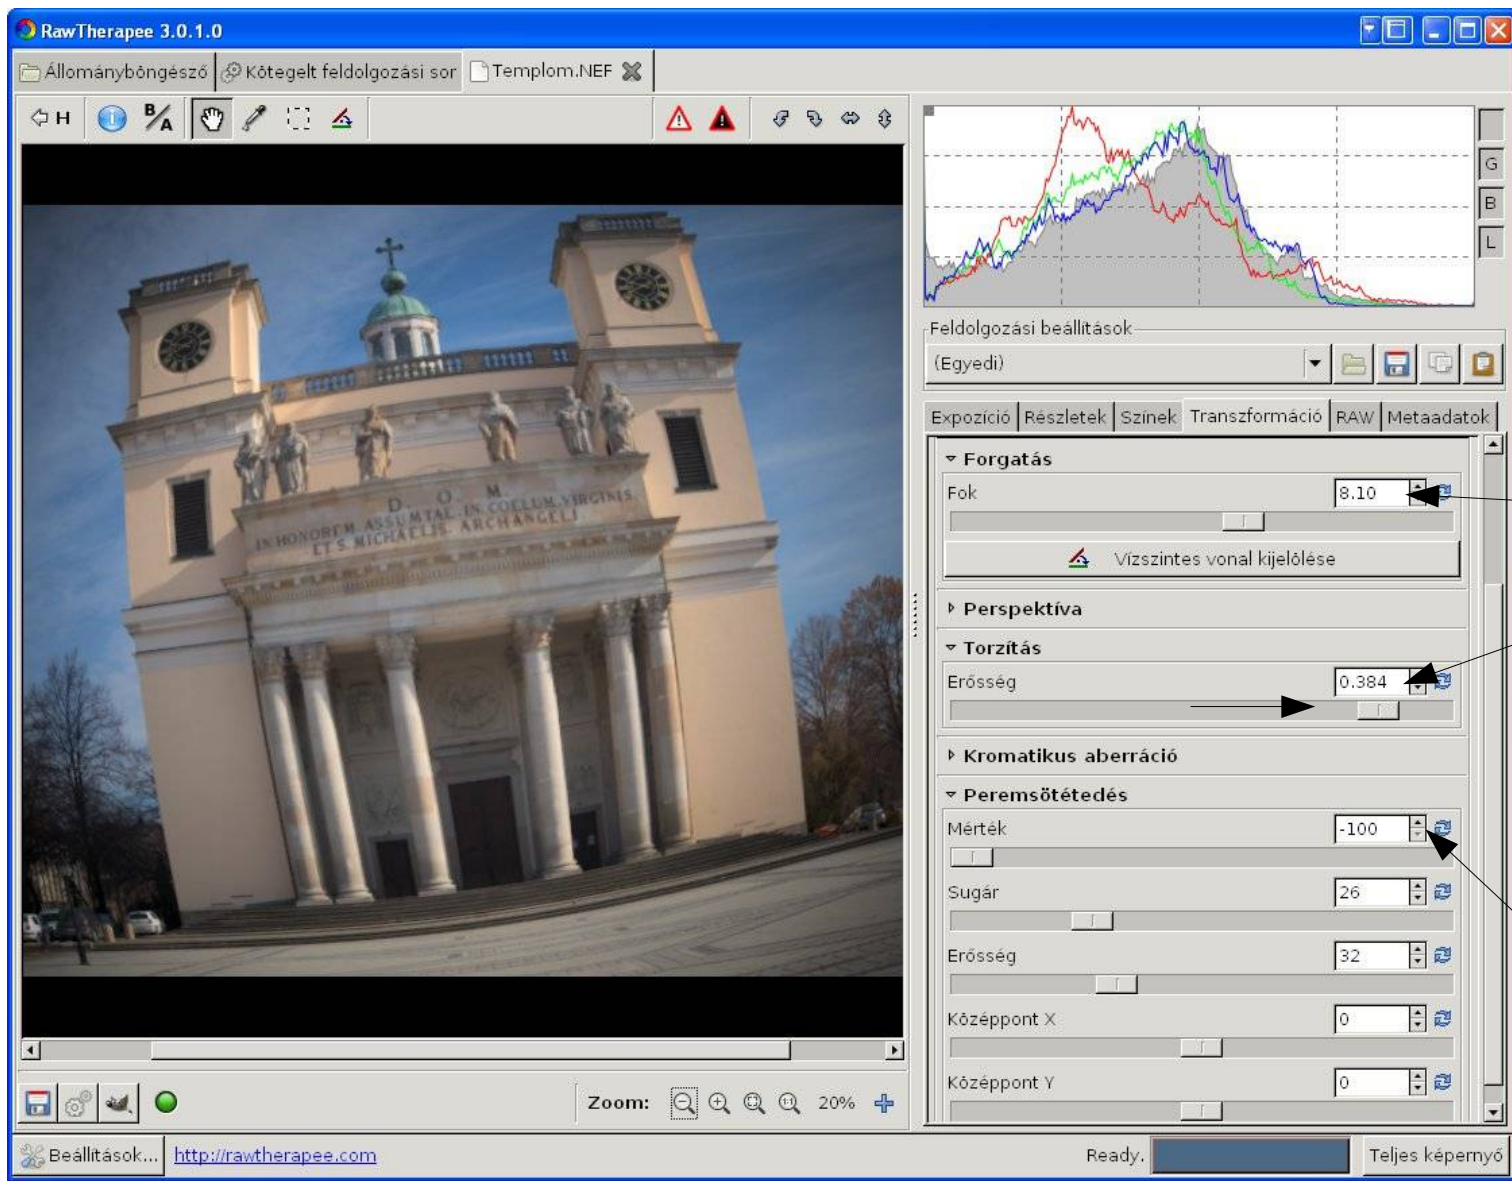 RawTherapee 3.0.1.0
Állományböngésző Kötegelt feldolgozási sor Templom.NEF
H B/A
G
B
L
D. O. M.
IN HONOREM ASSUMTAE IN COELUM VIRGINIS
ET S. MICHAELIS ARCHANGELI
Feldolgozási beállítások
(Egyedi)
Expozíció Részletek Színek Transzformáció RAW Metaadatok
Forgatás
Fok 8.10
Vízszintes vonal kijelölése
Perspektíva
Torzítás
Erősség 0.384
Kromatikus aberráció
Peremsötétedés
Mérték -100
Sugár 26
Erősség 32
Középpont X 0
Középpont Y 0
Zoom: 1:1 20%
Beállítások... http://rawtherapee.com Ready. Teljes képernyő